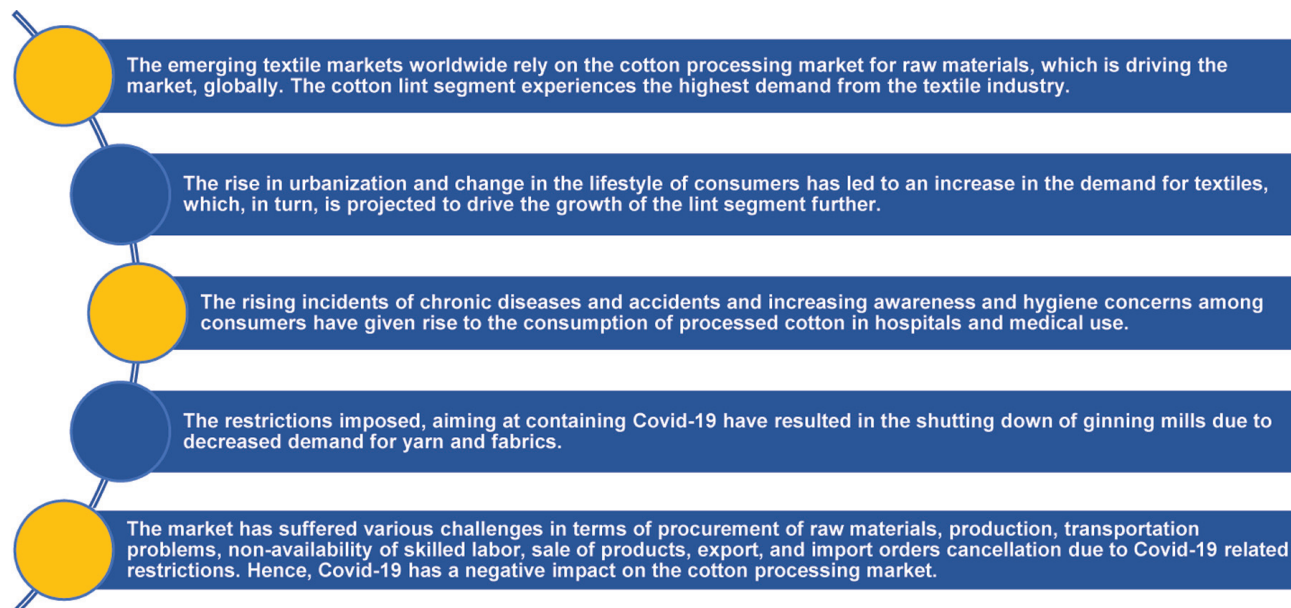 The emerging textile markets worldwide rely on the cotton processing market for raw materials, which is driving the
market, globally. The cotton lint segment experiences the highest demand from the textile industry.
The rise in urbanization and change in the lifestyle of consumers has led to an increase in the demand for textiles,
which, in turn, is projected to drive the growth of the lint segment further.
The rising incidents of chronic diseases and accidents and increasing awareness and hygiene concerns among
consumers have given rise to the consumption of processed cotton in hospitals and medical use.
The restrictions imposed, aiming at containing Covid-19 have resulted in the shutting down of ginning mills due to
decreased demand for yarn and fabrics.
The market has suffered various challenges in terms of procurement of raw materials, production, transportation
problems, non-availability of skilled labor, sale of products, export, and import orders cancellation due to Covid-19 related
restrictions. Hence, Covid-19 has a negative impact on the cotton processing market.